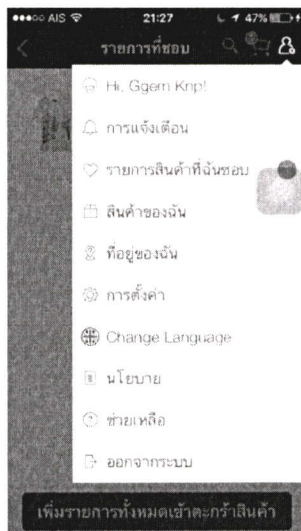 AIS 21:27 47%
รายการที่ชอบ
Hi, Ggem Knp!
การแจ้งเตือน
รายการสินค้าที่ฉันชอบ
สินค้าของฉัน
ที่อยู่ของฉัน
การตั้งค่า
Change Language
นโยบาย
ช่วยเหลือ
ออกจากระบบ
เพิ่มรายการทั้งหมดเข้าตะกร้าสินค้า